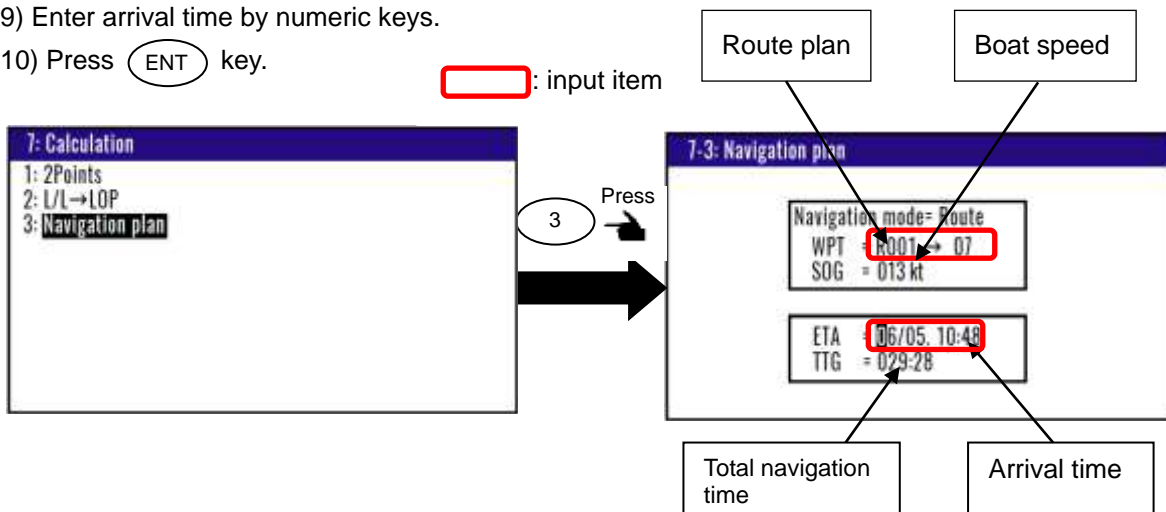 9) Enter arrival time by numeric keys.
10) Press ENT key.
: input item
Route plan
Boat speed
7: Calculation
1: 2Points
2: L/L→LOP
3: Navigation plan
3
Press
7-3: Navigation plan
Navigation mode= Route
WPT = R001 → 07
SOG = 013 kt
ETA = 06/05, 10:48
TTG = 029:28
Total navigation
time
Arrival time